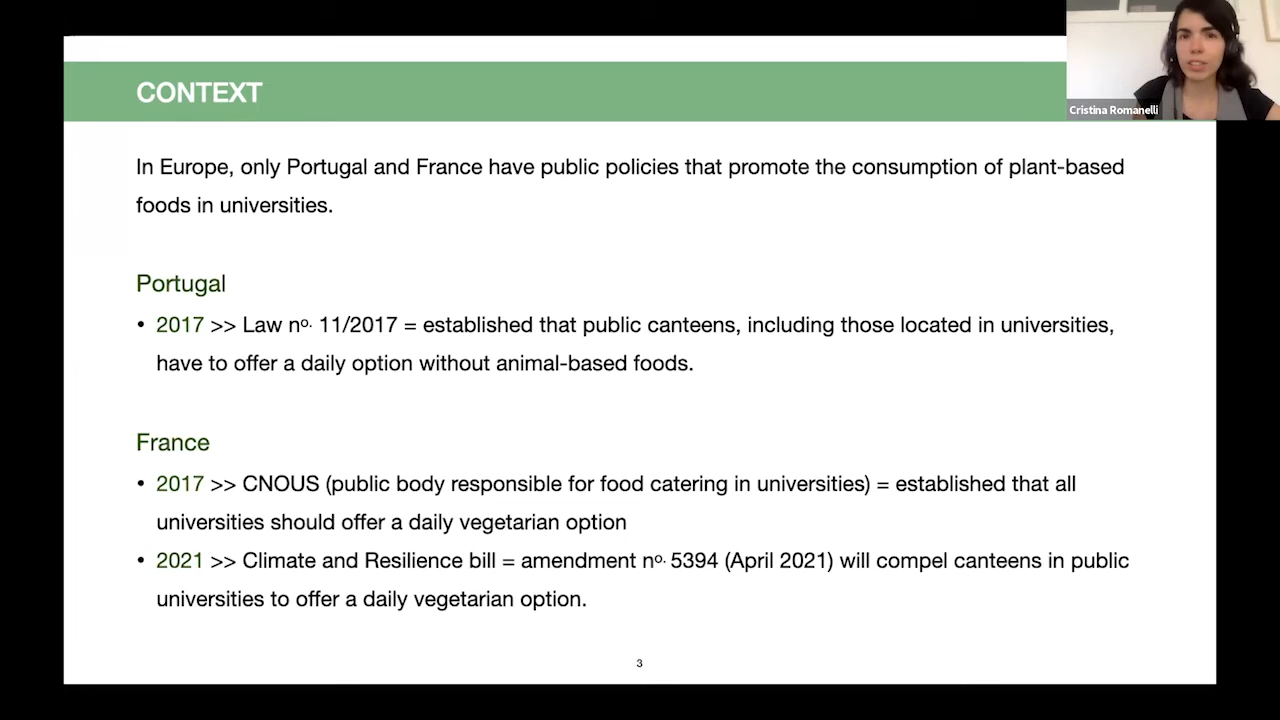 CONTEXT
Cristina Romanelli
In Europe, only Portugal and France have public policies that promote the consumption of plant-based
foods in universities.
Portugal
• 2017 >> Law nº. 11/2017 = established that public canteens, including those located in universities,
have to offer a daily option without animal-based foods.
France
• 2017 >> CNOUS (public body responsible for food catering in universities) = established that all
universities should offer a daily vegetarian option
• 2021 >> Climate and Resilience bill = amendment nº. 5394 (April 2021) will compel canteens in public
universities to offer a daily vegetarian option.
3